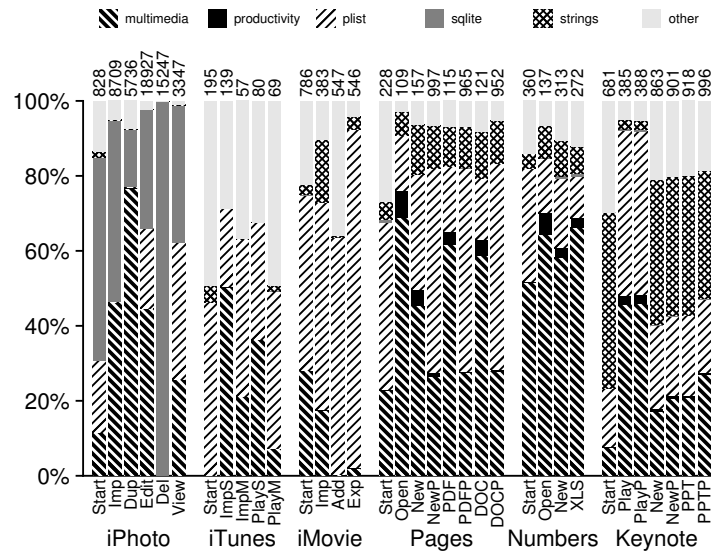 multimedia productivity plist sqlite strings other
828 8709 5736 18927 15247 3347 195 139 57 80 69 786 383 547 546 228 109 157 997 115 965 121 952 360 137 313 272 681 385 388 863 901 918 996
100%
80%
60%
40%
20%
0%
Start Imp Dup Edit Del View Start ImpS ImpM PlayS PlayM Start Imp Add Exp Start Open New NewP PDF PDFP DOC DOCP Start Open New XLS Start Play PlayP New NewP PPT PPTP
iPhoto iTunes iMovie Pages Numbers Keynote